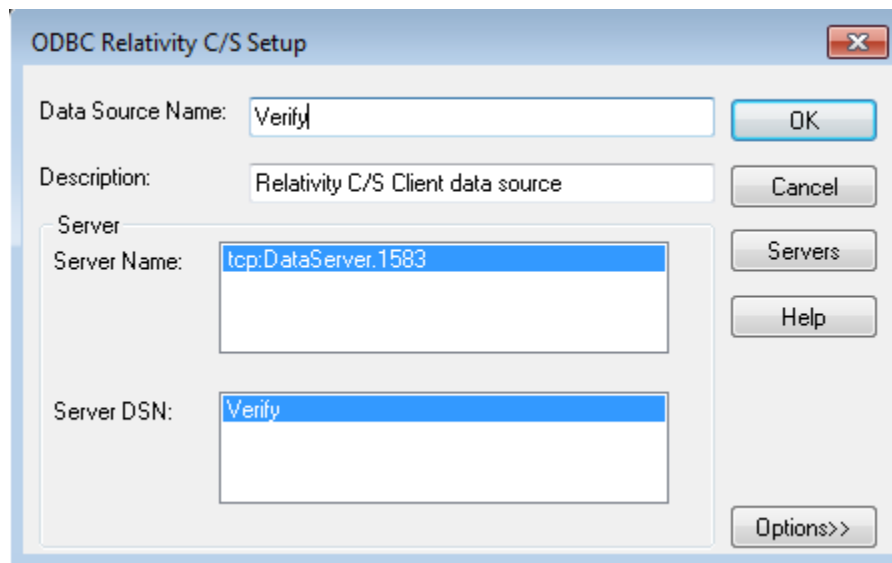 ODBC Relativity C/S Setup
Data Source Name:
Verify
OK
Description:
Relativity C/S Client data source
Cancel
Server
Server Name:
tcp:DataServer.1583
Servers
Help
Server DSN:
Verify
Options>>